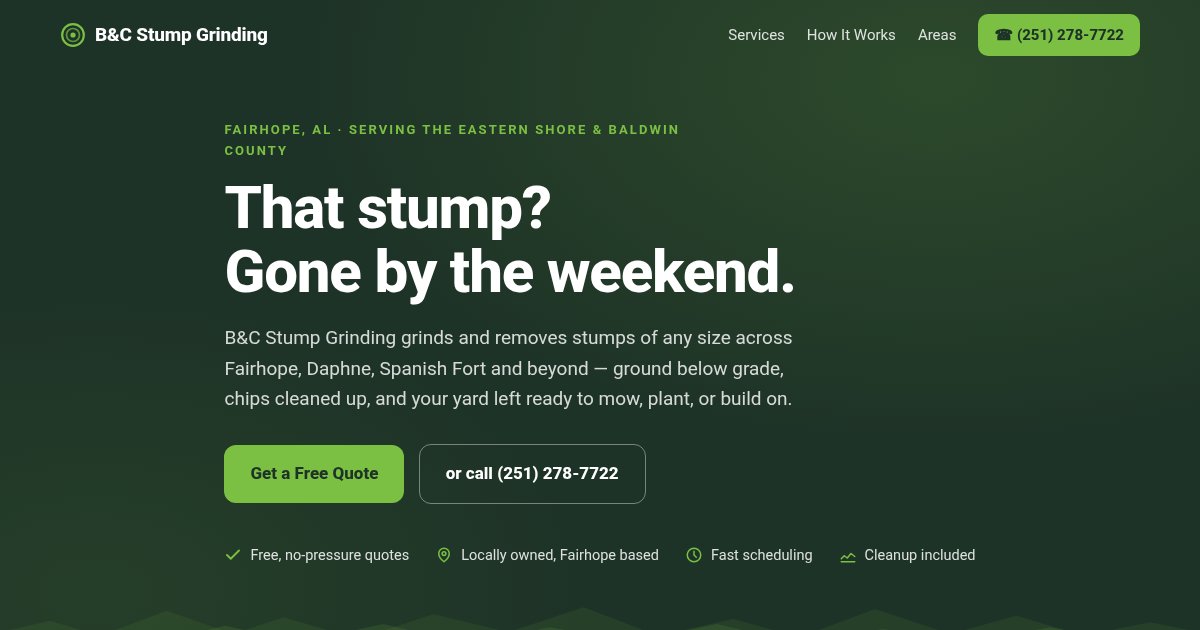 B&C Stump Grinding
Services
How It Works
Areas
☎ (251) 278-7722
FAIRHOPE, AL · SERVING THE EASTERN SHORE & BALDWIN
COUNTY
That stump?
Gone by the weekend.
B&C Stump Grinding grinds and removes stumps of any size across
Fairhope, Daphne, Spanish Fort and beyond — ground below grade,
chips cleaned up, and your yard left ready to mow, plant, or build on.
Get a Free Quote
or call (251) 278-7722
Free, no-pressure quotes
Locally owned, Fairhope based
Fast scheduling
Cleanup included